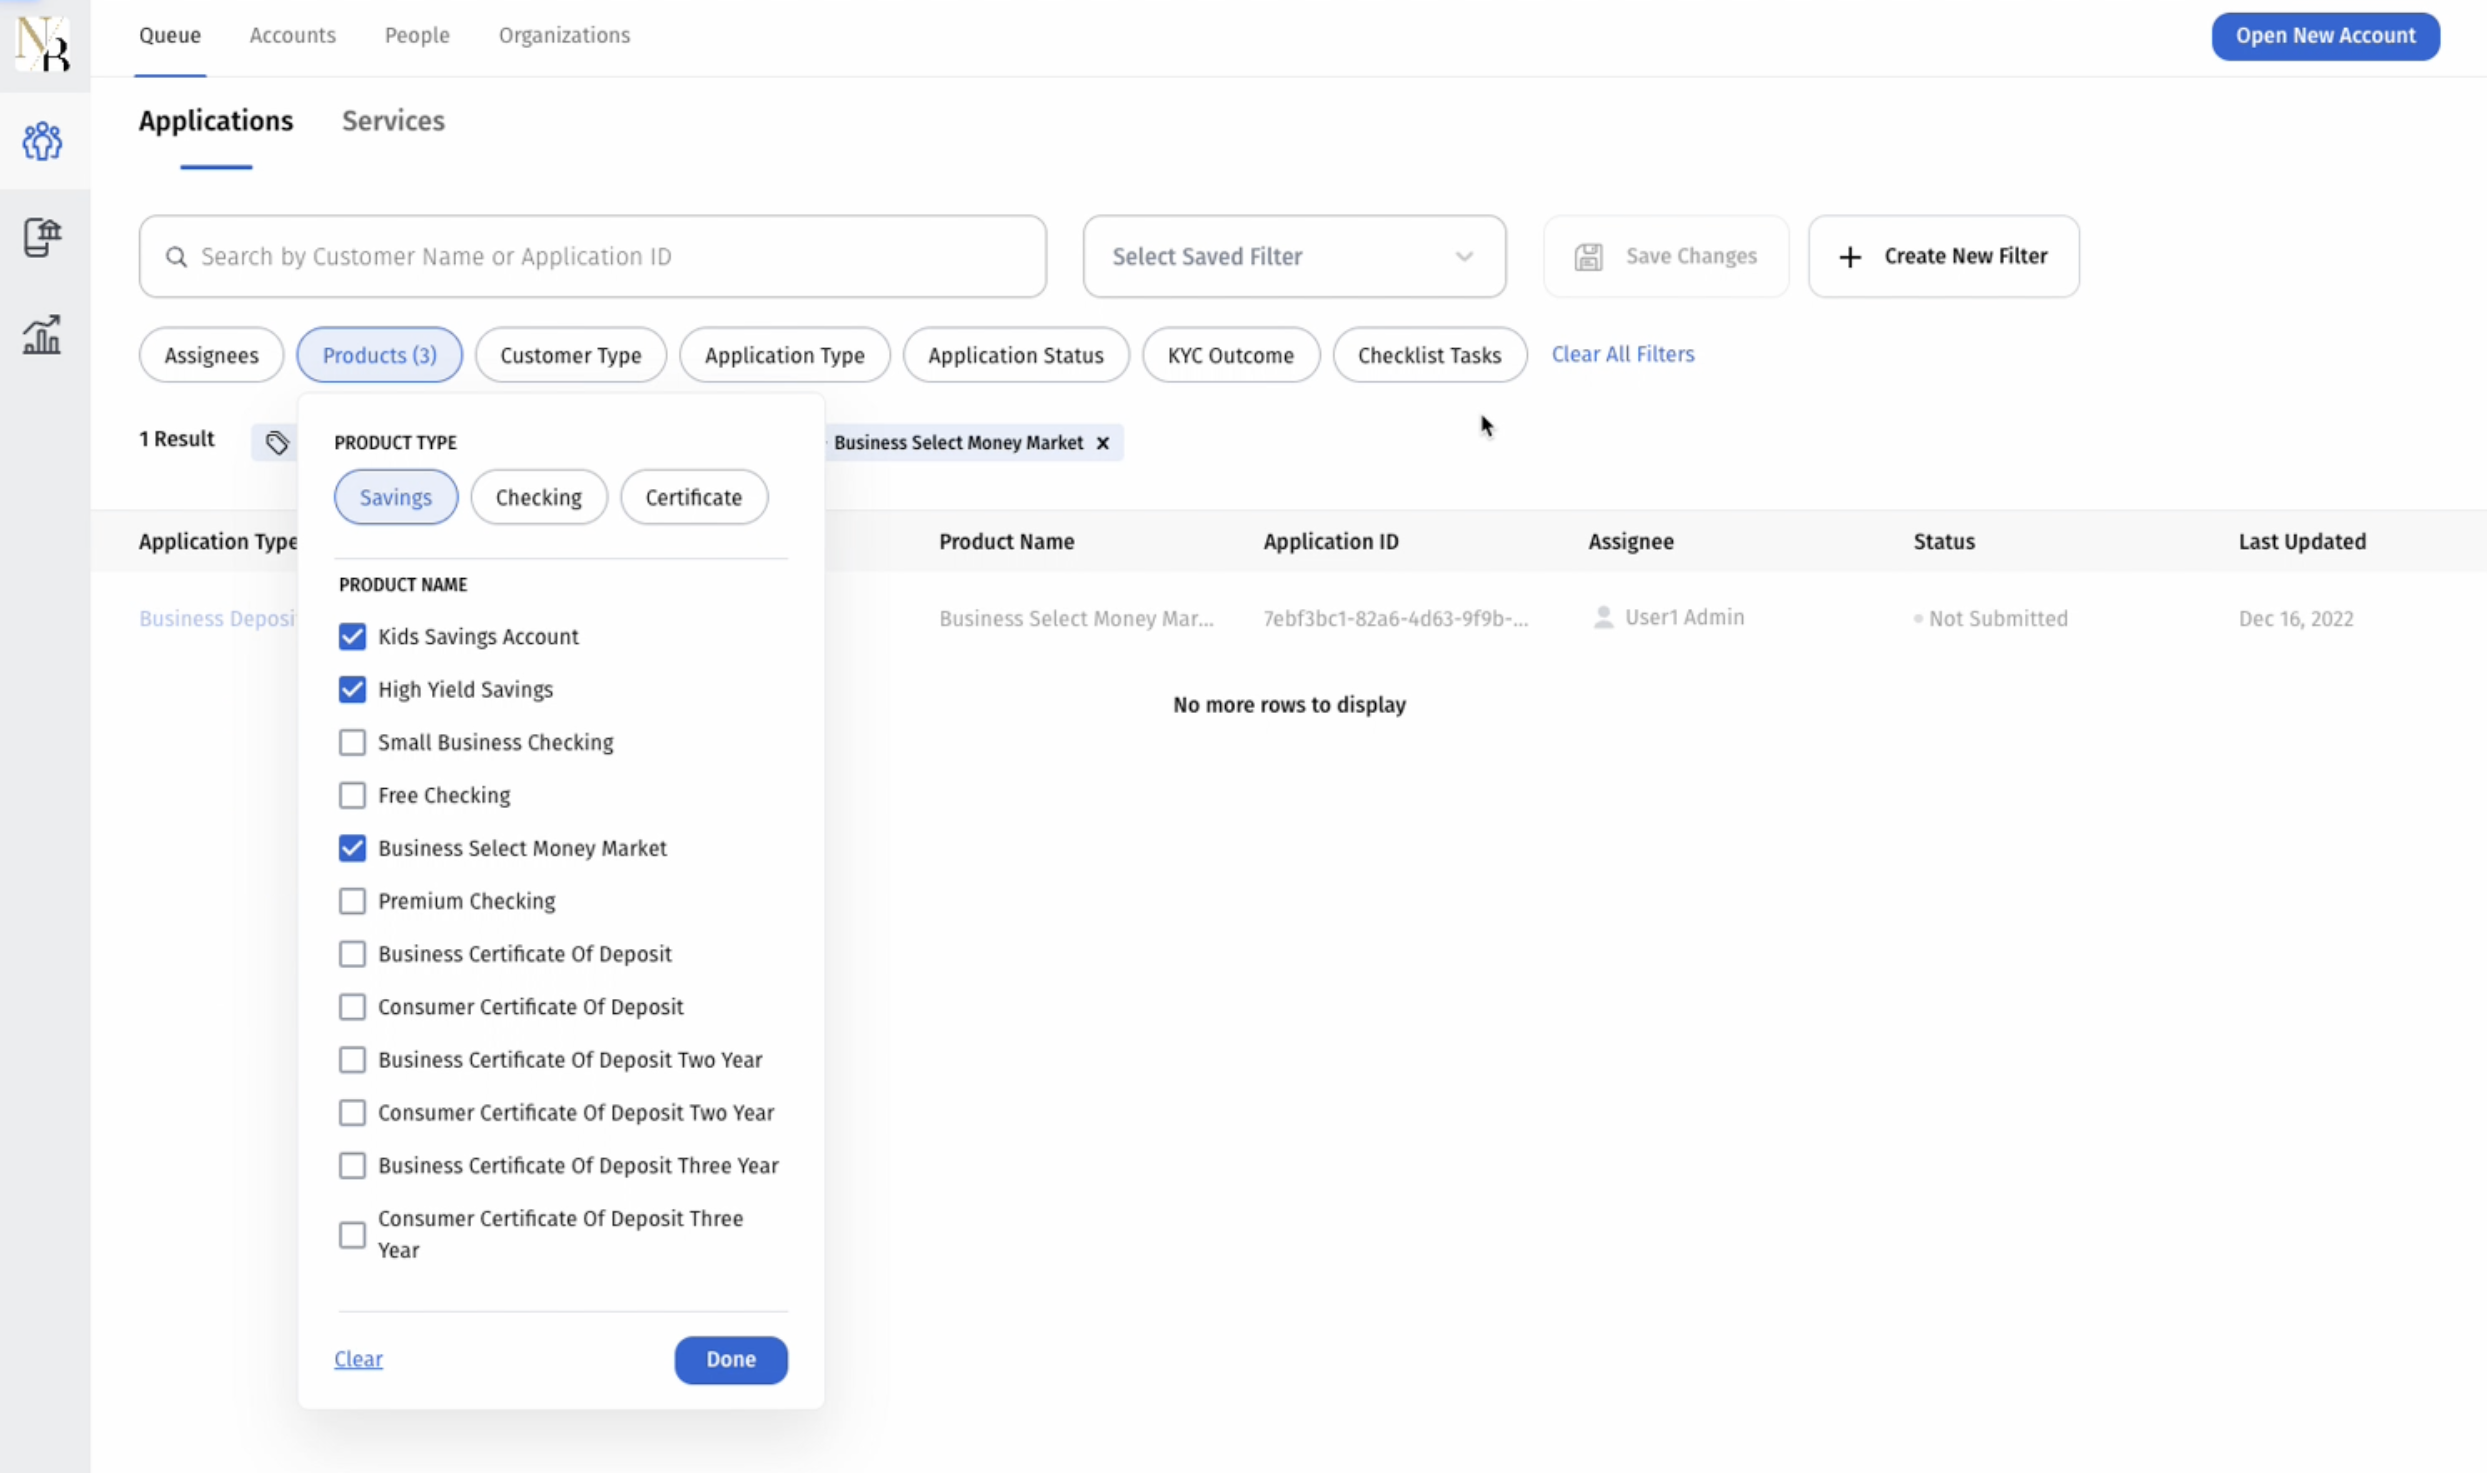 NB
Queue Accounts People Organizations Open New Account
Applications Services
Search by Customer Name or Application ID Select Saved Filter Save Changes + Create New Filter
Assignees Products (3) Customer Type Application Type Application Status KYC Outcome Checklist Tasks Clear All Filters
1 Result Business Select Money Market ×
PRODUCT TYPE
Savings Checking Certificate
Application Type Product Name Application ID Assignee Status Last Updated
PRODUCT NAME
Business Deposi Business Select Money Mar... 7ebf3bc1-82a6-4d63-9f9b-... User1 Admin Not Submitted Dec 16, 2022
No more rows to display
Kids Savings Account
High Yield Savings
Small Business Checking
Free Checking
Business Select Money Market
Premium Checking
Business Certificate Of Deposit
Consumer Certificate Of Deposit
Business Certificate Of Deposit Two Year
Consumer Certificate Of Deposit Two Year
Business Certificate Of Deposit Three Year
Consumer Certificate Of Deposit Three
Year
Clear Done